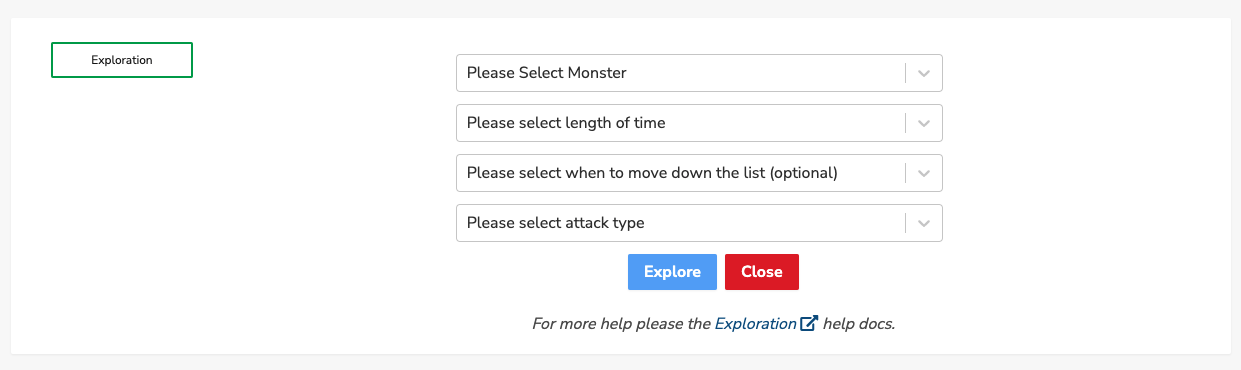 Exploration
Please Select Monster
Please select length of time
Please select when to move down the list (optional)
Please select attack type
Explore Close
For more help please the Exploration help docs.